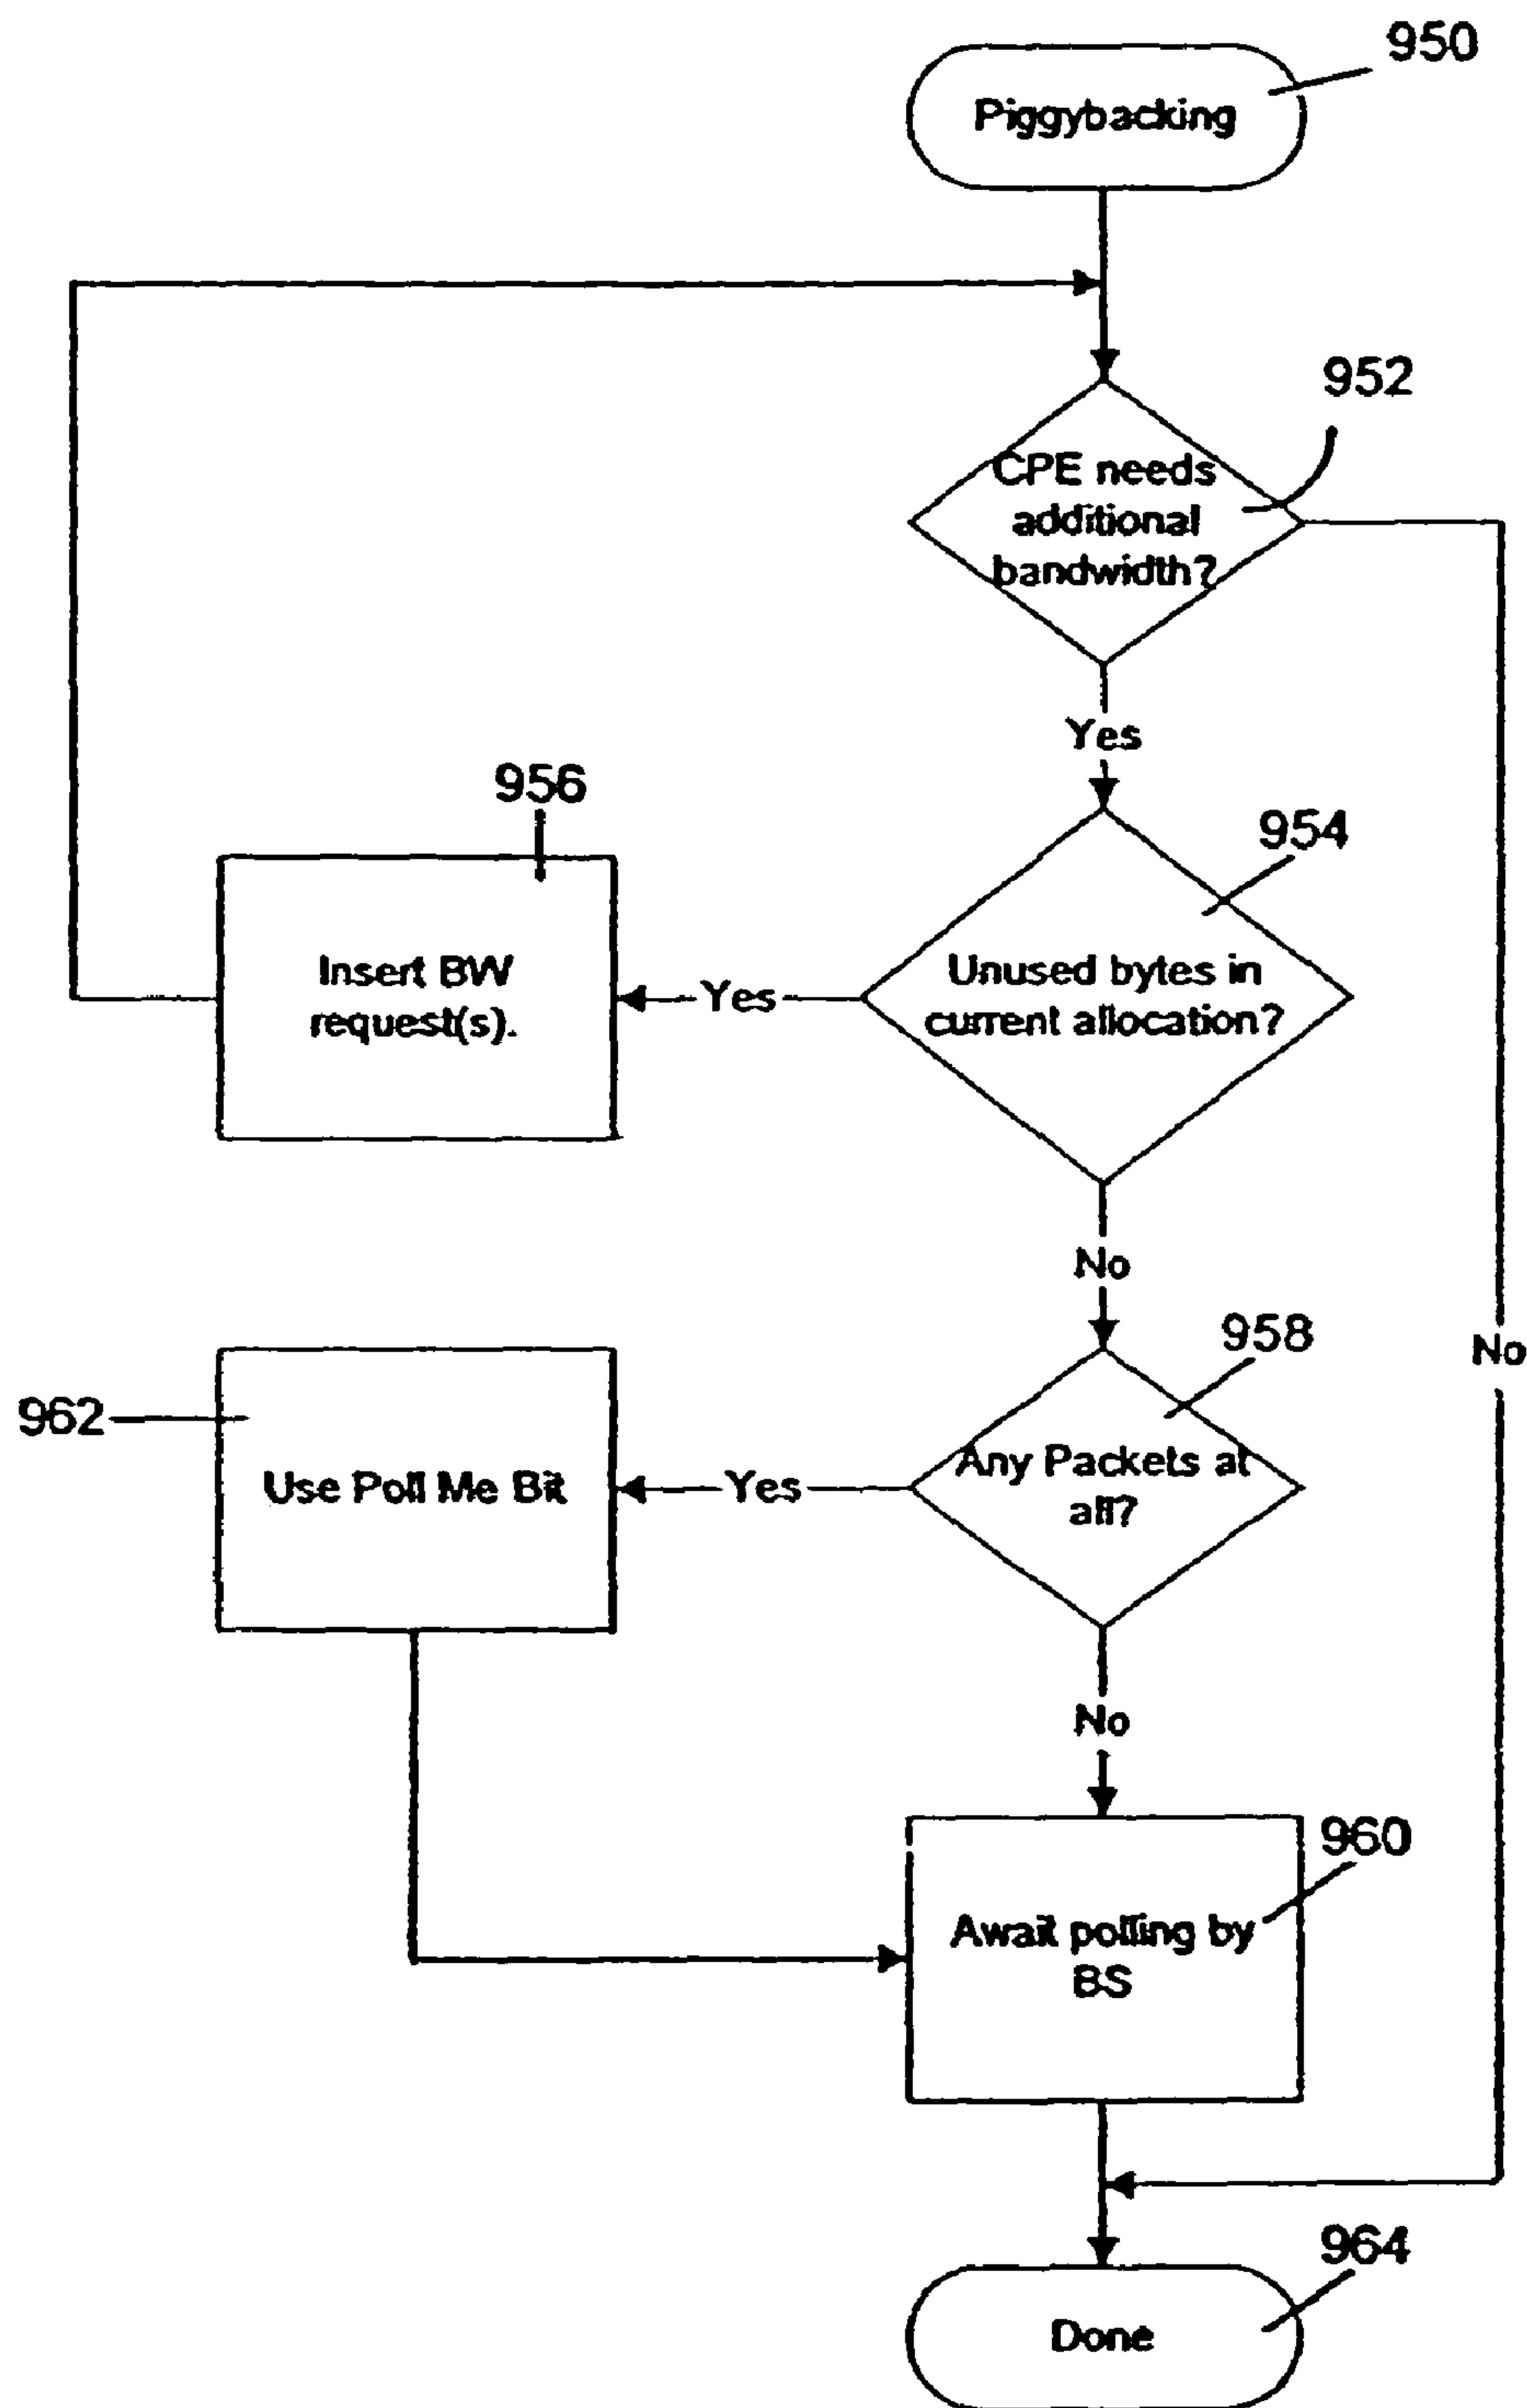 950
Piggybacking
952
CPE needs
additional
bandwidth?
Yes
956
954
Insert BW
request(s).
Yes
Unused bytes in
current allocation?
No
958
No
962
Use Poll Me Bit
Yes
Any Packets at
all?
No
960
Await polling by
BS
964
Done